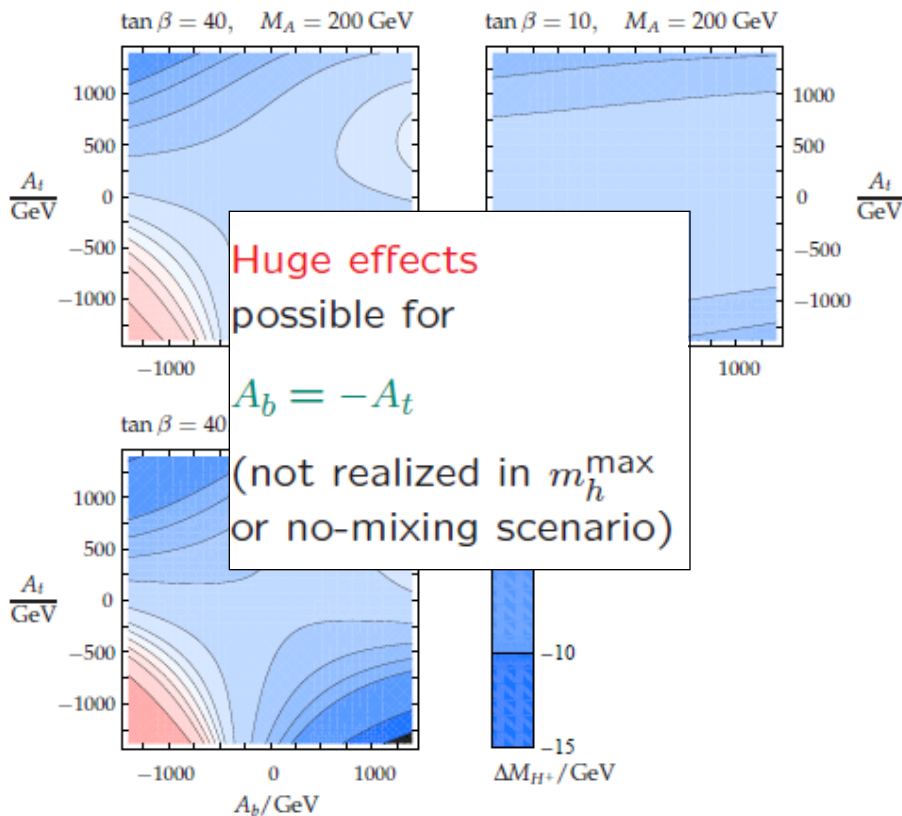 tan β = 40, M_A = 200 GeV
tan β = 10, M_A = 200 GeV
1000
500
0
−500
−1000
A_t
GeV
−1000
1000
500
0
−500
−1000
A_t
GeV
1000
Huge effects
possible for
A_b = −A_t
(not realized in m_h^max
or no-mixing scenario)
tan β = 40
1000
500
0
−500
−1000
A_t
GeV
−1000 0 1000
A_b/GeV
−10
−15
ΔM_H+/GeV